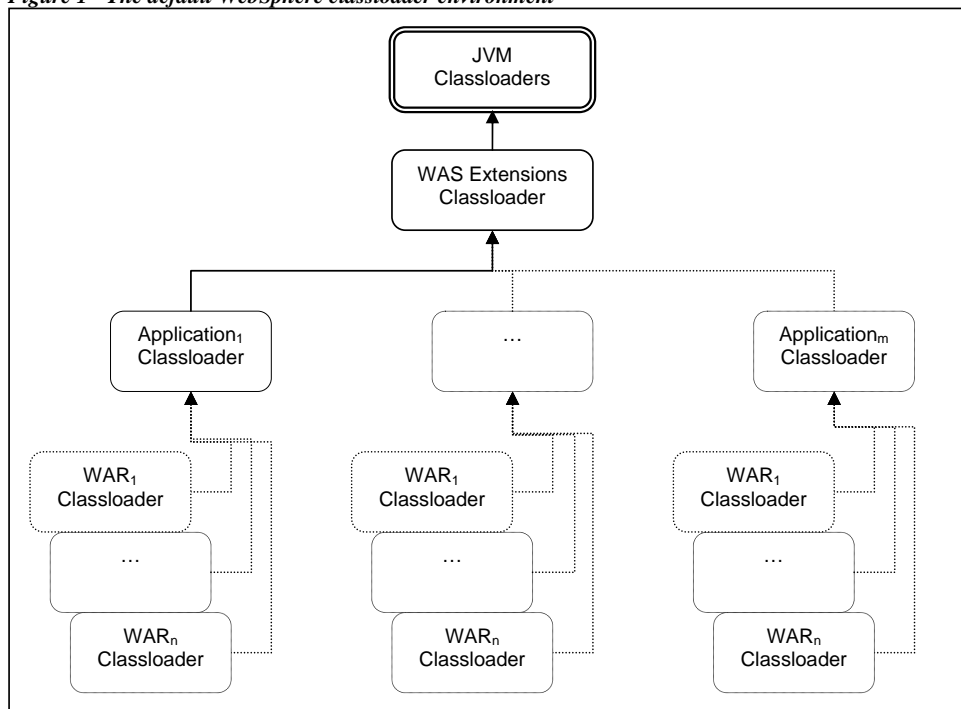 Figure 1 - The default WebSphere classloader environment
JVM
Classloaders
WAS Extensions
Classloader
Application₁
Classloader
…
Applicationₘ
Classloader
WAR₁
Classloader
…
WARₙ
Classloader
WAR₁
Classloader
…
WARₙ
Classloader
WAR₁
Classloader
…
WARₙ
Classloader